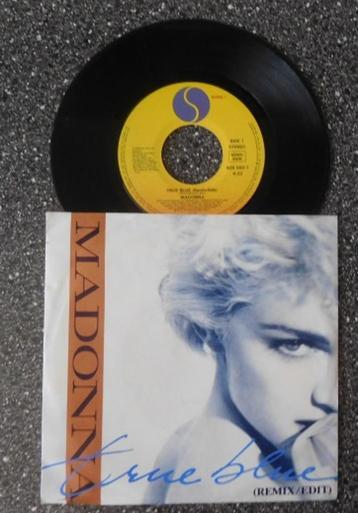 SIDE 1
STEREO
TRUE BLUE (Remix/Edit)
MADONNA
MADONNA
true blue
(REMIX/EDIT)